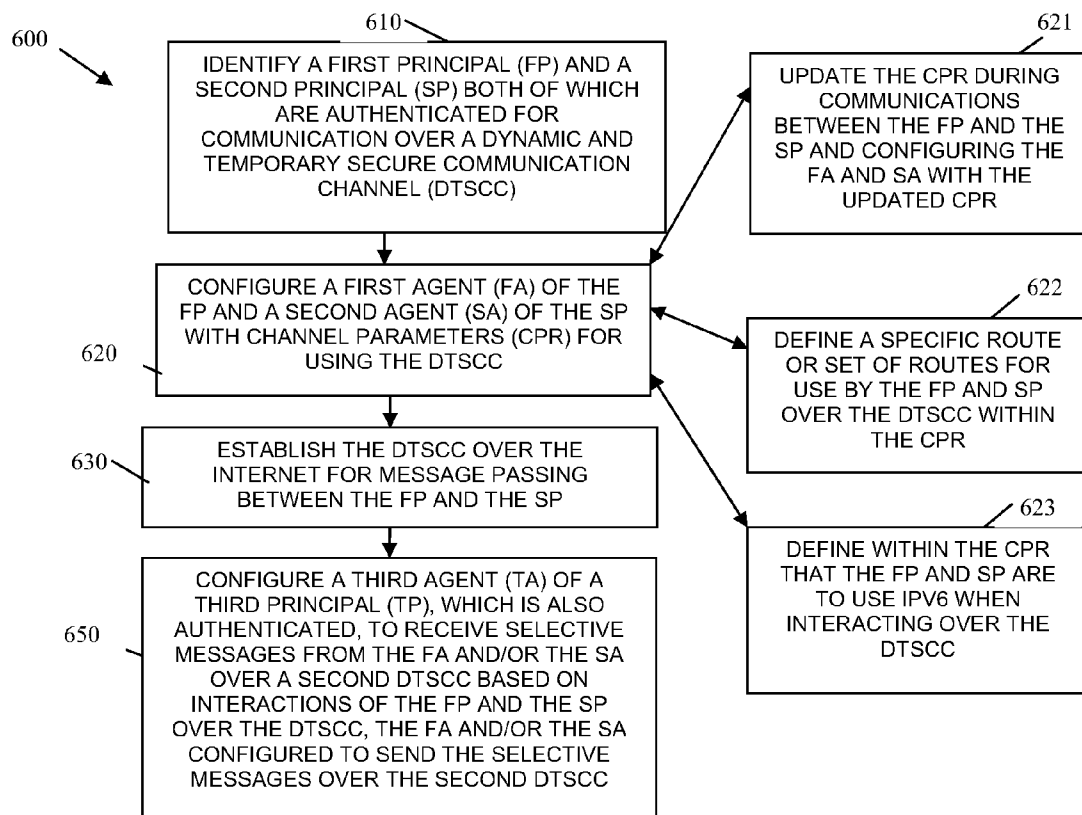 600
610
IDENTIFY A FIRST PRINCIPAL (FP) AND A
SECOND PRINCIPAL (SP) BOTH OF WHICH
ARE AUTHENTICATED FOR
COMMUNICATION OVER A DYNAMIC AND
TEMPORARY SECURE COMMUNICATION
CHANNEL (DTSCC)
620
CONFIGURE A FIRST AGENT (FA) OF THE
FP AND A SECOND AGENT (SA) OF THE SP
WITH CHANNEL PARAMETERS (CPR) FOR
USING THE DTSCC
621
UPDATE THE CPR DURING
COMMUNICATIONS
BETWEEN THE FP AND THE
SP AND CONFIGURING THE
FA AND SA WITH THE
UPDATED CPR
622
DEFINE A SPECIFIC ROUTE
OR SET OF ROUTES FOR
USE BY THE FP AND SP
OVER THE DTSCC WITHIN
THE CPR
623
DEFINE WITHIN THE CPR
THAT THE FP AND SP ARE
TO USE IPV6 WHEN
INTERACTING OVER THE
DTSCC
630
ESTABLISH THE DTSCC OVER THE
INTERNET FOR MESSAGE PASSING
BETWEEN THE FP AND THE SP
650
CONFIGURE A THIRD AGENT (TA) OF A
THIRD PRINCIPAL (TP), WHICH IS ALSO
AUTHENTICATED, TO RECEIVE SELECTIVE
MESSAGES FROM THE FA AND/OR THE SA
OVER A SECOND DTSCC BASED ON
INTERACTIONS OF THE FP AND THE SP
OVER THE DTSCC, THE FA AND/OR THE SA
CONFIGURED TO SEND THE SELECTIVE
MESSAGES OVER THE SECOND DTSCC